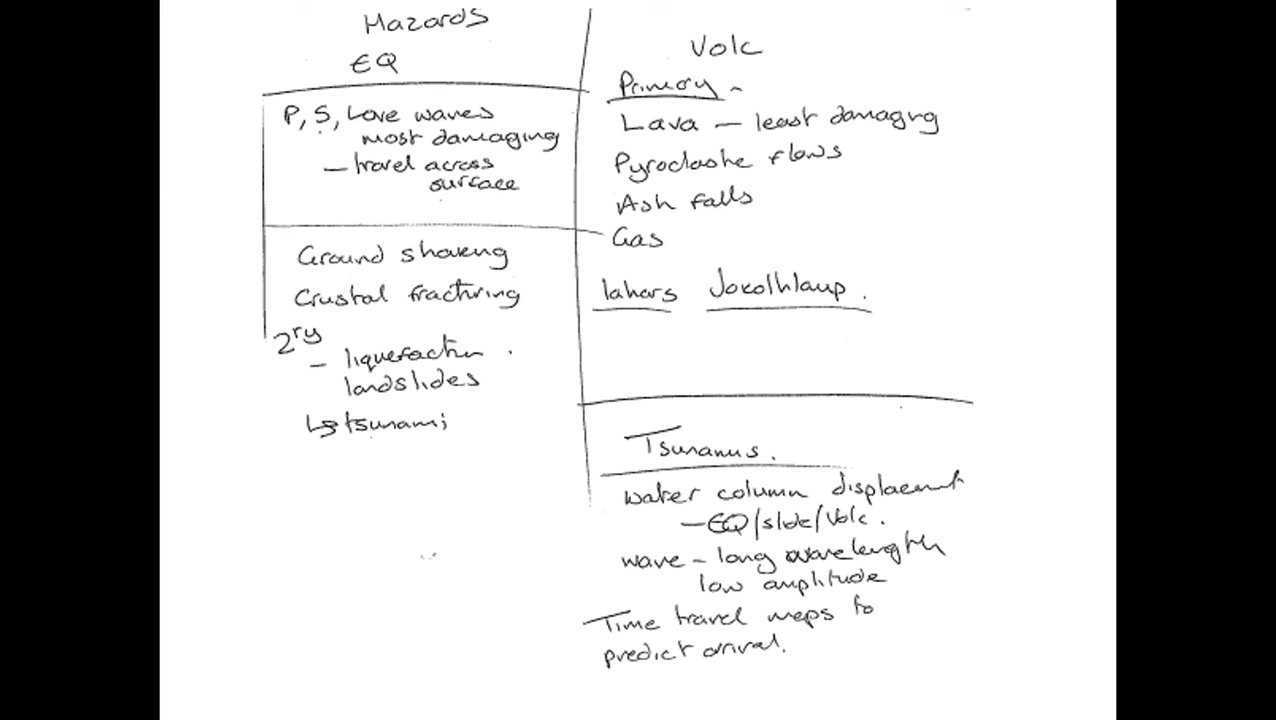 Hazards
EQ
P, S, Love waves
most damaging
– travel across
surface
Ground shaking
Crustal fracturing
2ry
– liquefaction .
landslides
↳ tsunami
Volc
Primary ~
Lava – least damaging
Pyroclastic flows
Ash falls
Gas
lahars Jokolhlaup .
Tsunamis .
water column displacement
– EQ/slide/Volc .
wave – long wavelength
low amplitude
Time travel maps to
predict arrival.